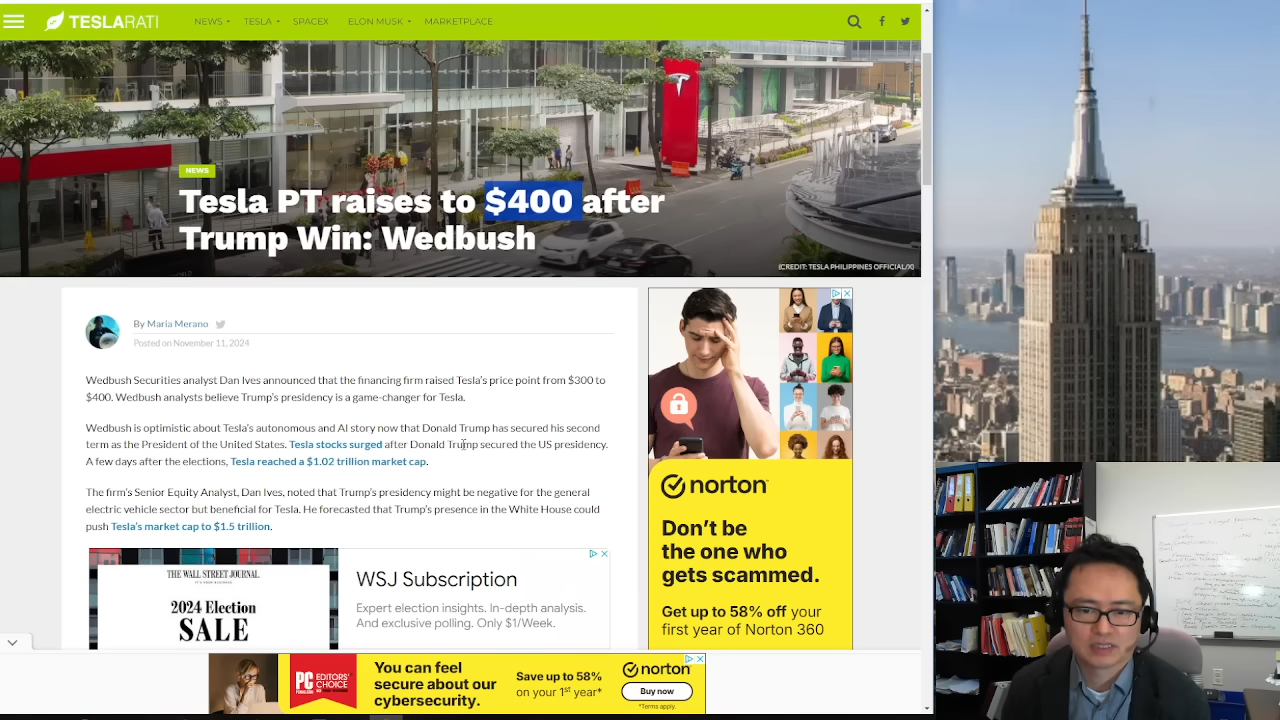 TESLARATI
NEWS
TESLA
SPACEX
ELON MUSK
MARKETPLACE
NEWS
Tesla PT raises to $400 after
Trump Win: Wedbush
(CREDIT: TESLA PHILIPPINES OFFICIAL/X)
By Maria Merano
Posted on November 11, 2024
Wedbush Securities analyst Dan Ives announced that the financing firm raised Tesla's price point from $300 to
$400. Wedbush analysts believe Trump's presidency is a game-changer for Tesla.
Wedbush is optimistic about Tesla's autonomous and AI story now that Donald Trump has secured his second
term as the President of the United States. Tesla stocks surged after Donald Trump secured the US presidency.
A few days after the elections, Tesla reached a $1.02 trillion market cap.
The firm's Senior Equity Analyst, Dan Ives, noted that Trump's presidency might be negative for the general
electric vehicle sector but beneficial for Tesla. He forecasted that Trump's presence in the White House could
push Tesla's market cap to $1.5 trillion.
THE WALL STREET JOURNAL.
2024 Election
SALE
WSJ Subscription
Expert election insights. In-depth analysis.
And exclusive polling. Only $1/Week.
norton
Don't be
the one who
gets scammed.
Get up to 58% off your
first year of Norton 360
PC
EDITORS'
CHOICE
You can feel
secure about our
cybersecurity.
Save up to 58%
on your 1st year*
norton
Buy now
*Terms apply.